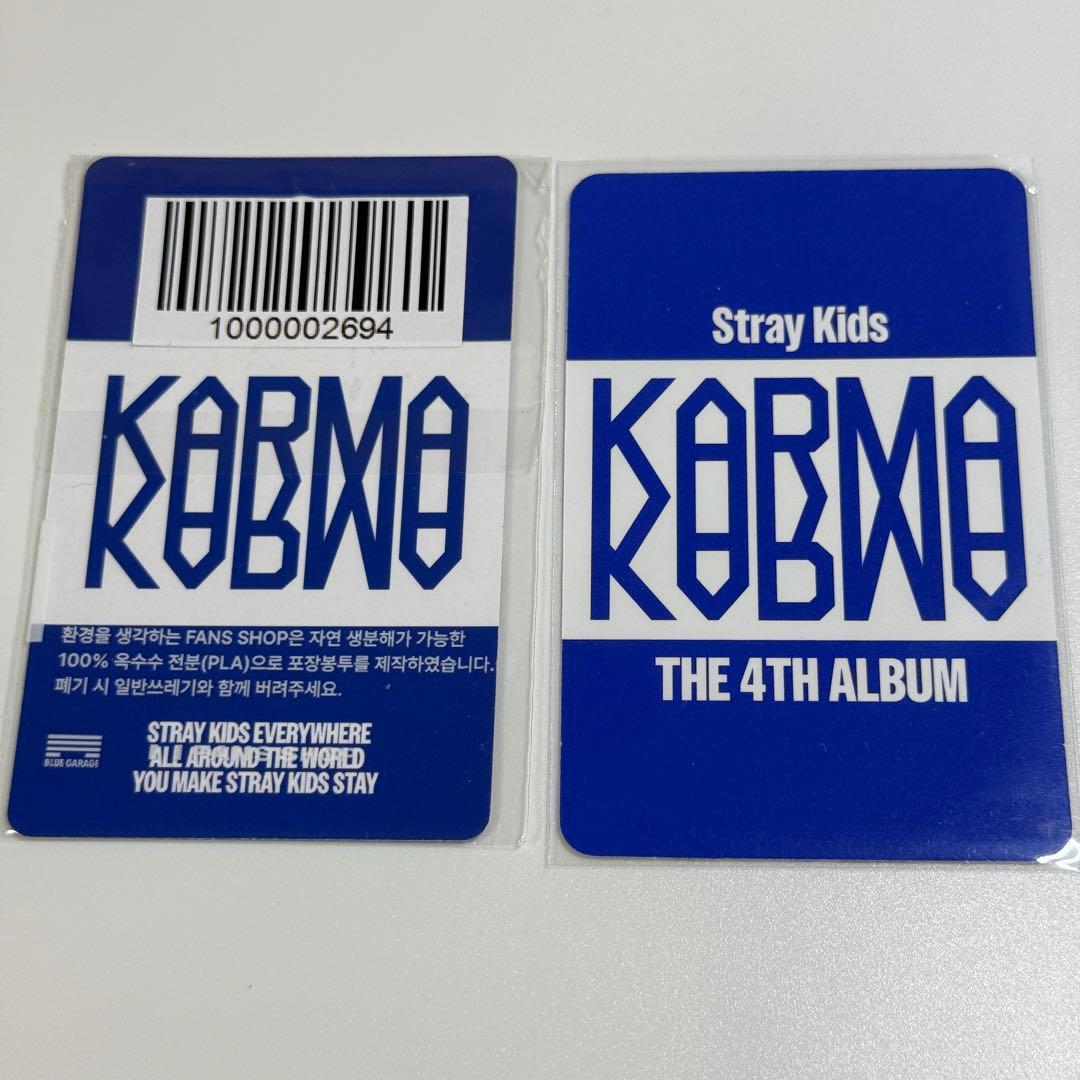 1000002694
KARMA
KARMA
환경을 생각하는 FANS SHOP은 자연 생분해가 가능한
100% 옥수수 전분(PLA)으로 포장봉투를 제작하였습니다.
폐기 시 일반쓰레기와 함께 버려주세요.
STRAY KIDS EVERYWHERE
ALL AROUND THE WORLD
YOU MAKE STRAY KIDS STAY
BLUE GARAGE
Stray Kids
KARMA
KARMA
THE 4TH ALBUM